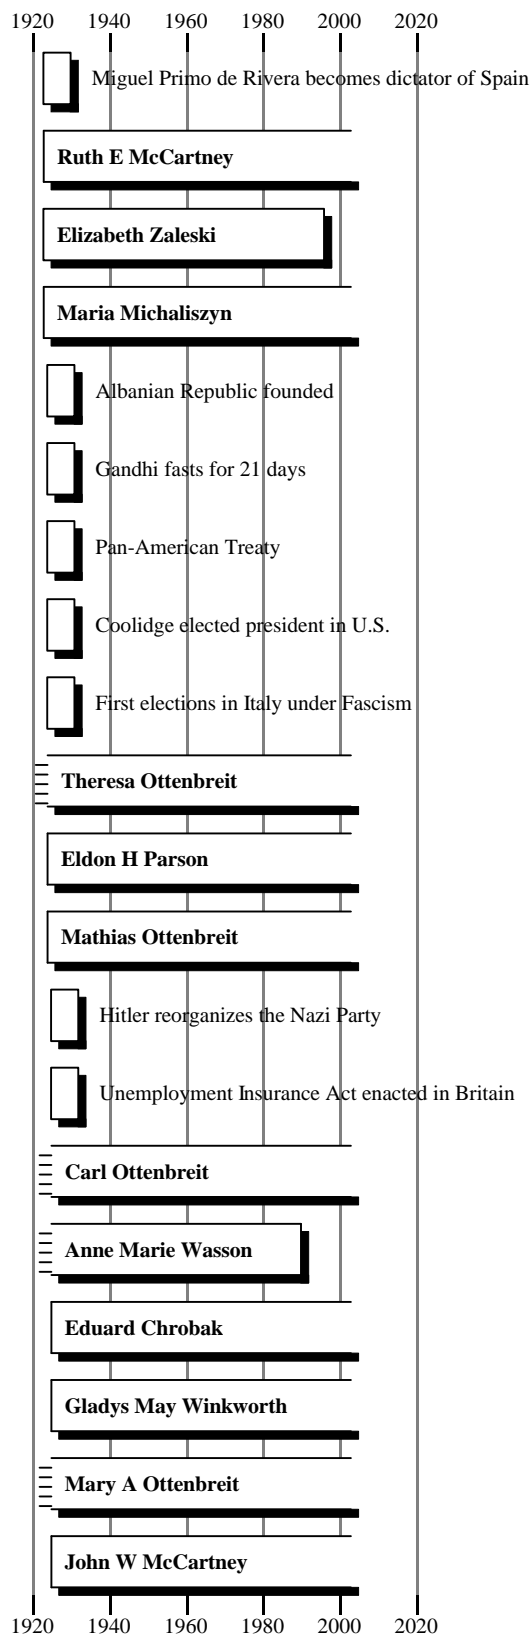 1920 1940 1960 1980 2000 2020
Miguel Primo de Rivera becomes dictator of Spain
Ruth E McCartney
Elizabeth Zaleski
Maria Michaliszyn
Albanian Republic founded
Gandhi fasts for 21 days
Pan-American Treaty
Coolidge elected president in U.S.
First elections in Italy under Fascism
Theresa Ottenbreit
Eldon H Parson
Mathias Ottenbreit
Hitler reorganizes the Nazi Party
Unemployment Insurance Act enacted in Britain
Carl Ottenbreit
Anne Marie Wasson
Eduard Chrobak
Gladys May Winkworth
Mary A Ottenbreit
John W McCartney
1920 1940 1960 1980 2000 2020